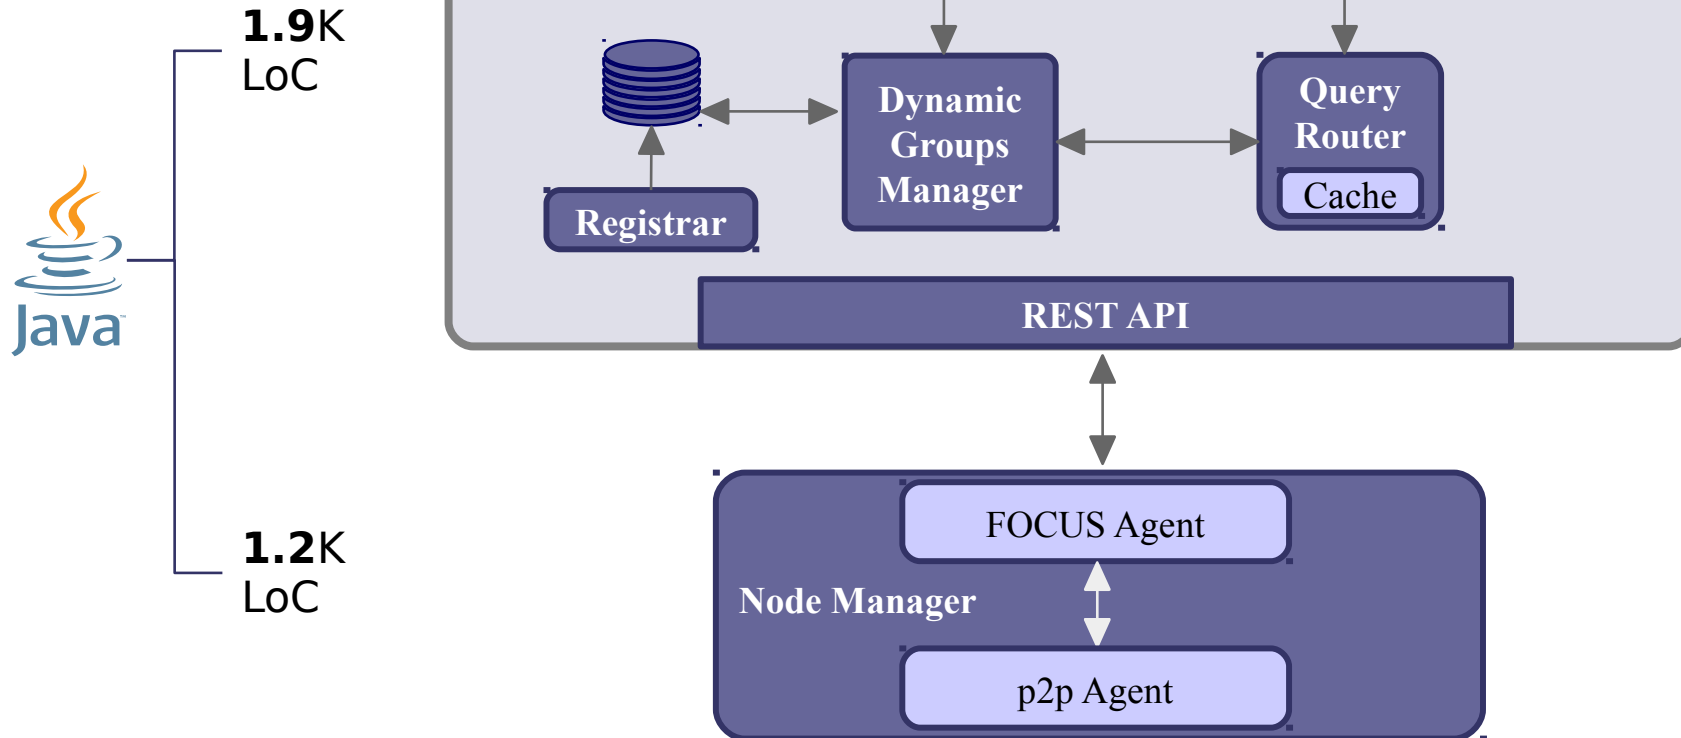 1.9K
LoC
Dynamic
Groups
Manager
Query
Router
Cache
Registrar
Java™
REST API
FOCUS Agent
1.2K
LoC
Node Manager
p2p Agent